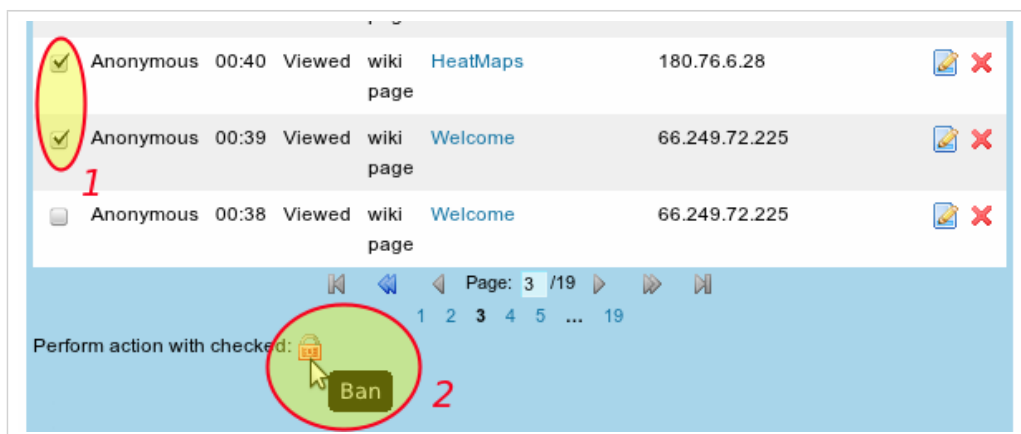 Anonymous 00:40 Viewed wiki HeatMaps 180.76.6.28
page
Anonymous 00:39 Viewed wiki Welcome 66.249.72.225
page
1
Anonymous 00:38 Viewed wiki Welcome 66.249.72.225
page
Page: 3 /19
1 2 3 4 5 ... 19
Perform action with checked:
Ban
2